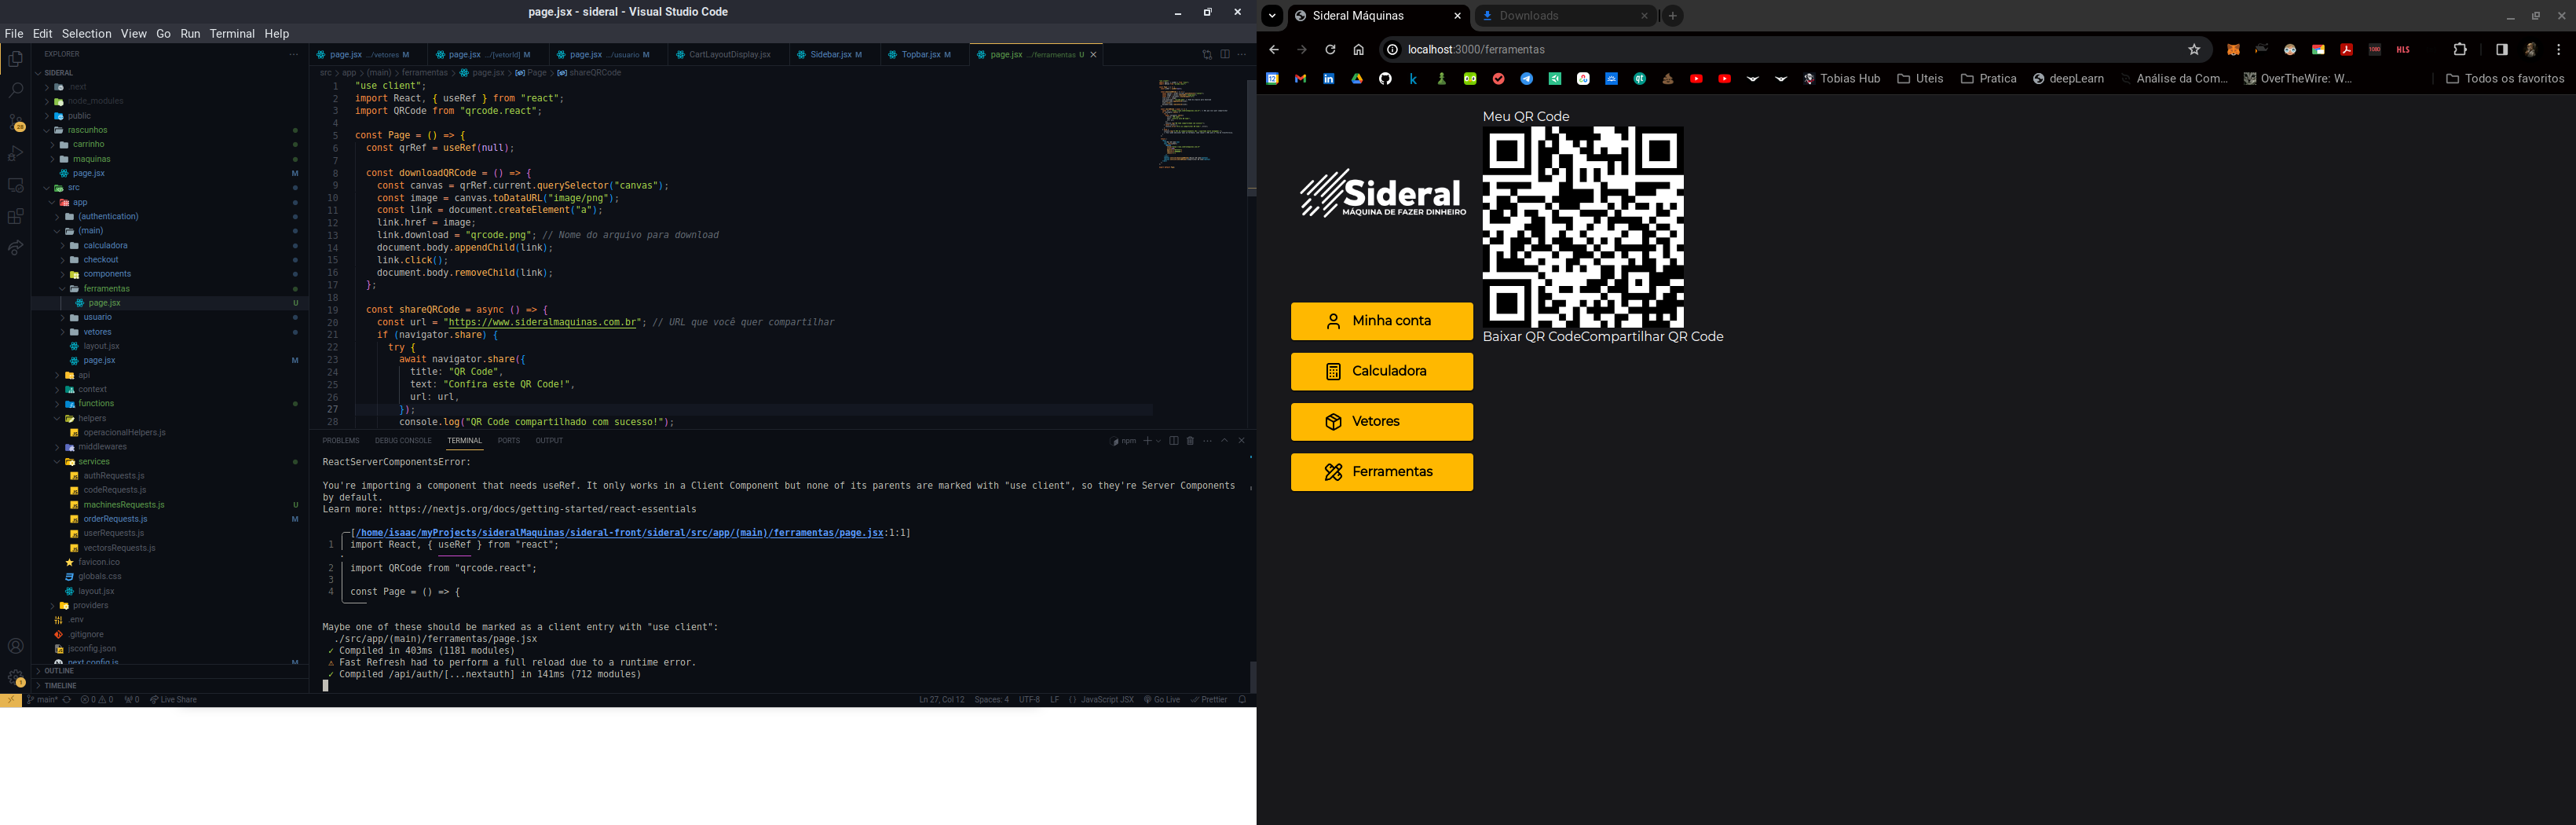 page.jsx - sideral - Visual Studio Code
File Edit Selection View Go Run Terminal Help
EXPLORER
SIDERAL
.next
node_modules
public
rascunhos
carrinho
maquinas
page.jsx M
src
app
(authentication)
(main)
calculadora
checkout
components
ferramentas
page.jsx U
usuario
vetores
layout.jsx
page.jsx M
api
context
functions
helpers
operacionalHelpers.js
middlewares
services
authRequests.js
codeRequests.js
machinesRequests.js U
orderRequests.js M
userRequests.js
vectorsRequests.js
favicon.ico
globals.css
layout.jsx
providers
.env
.gitignore
jsconfig.json
next.config.js M
OUTLINE
TIMELINE
page.jsx .../vetores M page.jsx .../[vetorId] M page.jsx .../usuario M CartLayoutDisplay.jsx Sidebar.jsx M Topbar.jsx M page.jsx .../ferramentas U
src > app > (main) > ferramentas > page.jsx > Page > shareQRCode
1 "use client";
2 import React, { useRef } from "react";
3 import QRCode from "qrcode.react";
4
5 const Page = () => {
6 const qrRef = useRef(null);
7
8 const downloadQRCode = () => {
9 const canvas = qrRef.current.querySelector("canvas");
10 const image = canvas.toDataURL("image/png");
11 const link = document.createElement("a");
12 link.href = image;
13 link.download = "qrcode.png"; // Nome do arquivo para download
14 document.body.appendChild(link);
15 link.click();
16 document.body.removeChild(link);
17 };
18
19 const shareQRCode = async () => {
20 const url = "https://www.sideralmaquinas.com.br"; // URL que você quer compartilhar
21 if (navigator.share) {
22 try {
23 await navigator.share({
24 title: "QR Code",
25 text: "Confira este QR Code!",
26 url: url,
27 });
28 console.log("QR Code compartilhado com sucesso!");
PROBLEMS DEBUG CONSOLE TERMINAL PORTS OUTPUT
npm
ReactServerComponentsError:
You're importing a component that needs useRef. It only works in a Client Component but none of its parents are marked with "use client", so they're Server Components
by default.
Learn more: https://nextjs.org/docs/getting-started/react-essentials
[/home/isaac/myProjects/sideralMaquinas/sideral-front/sideral/src/app/(main)/ferramentas/page.jsx:1:1]
1 import React, { useRef } from "react";
2 import QRCode from "qrcode.react";
3
4 const Page = () => {
Maybe one of these should be marked as a client entry with "use client":
./src/app/(main)/ferramentas/page.jsx
✓ Compiled in 403ms (1181 modules)
⚠ Fast Refresh had to perform a full reload due to a runtime error.
✓ Compiled /api/auth/[...nextauth] in 141ms (712 modules)
main* 0 0 0 Live Share
Ln 27, Col 12 Spaces: 4 UTF-8 LF JavaScript JSX Go Live Prettier
Sideral Máquinas
Downloads
localhost:3000/ferramentas
Tobias Hub Uteis Pratica deepLearn Análise da Com... OverTheWire: W... Todos os favoritos
Sideral
MÁQUINA DE FAZER DINHEIRO
Minha conta
Calculadora
Vetores
Ferramentas
Meu QR Code
Baixar QR CodeCompartilhar QR Code